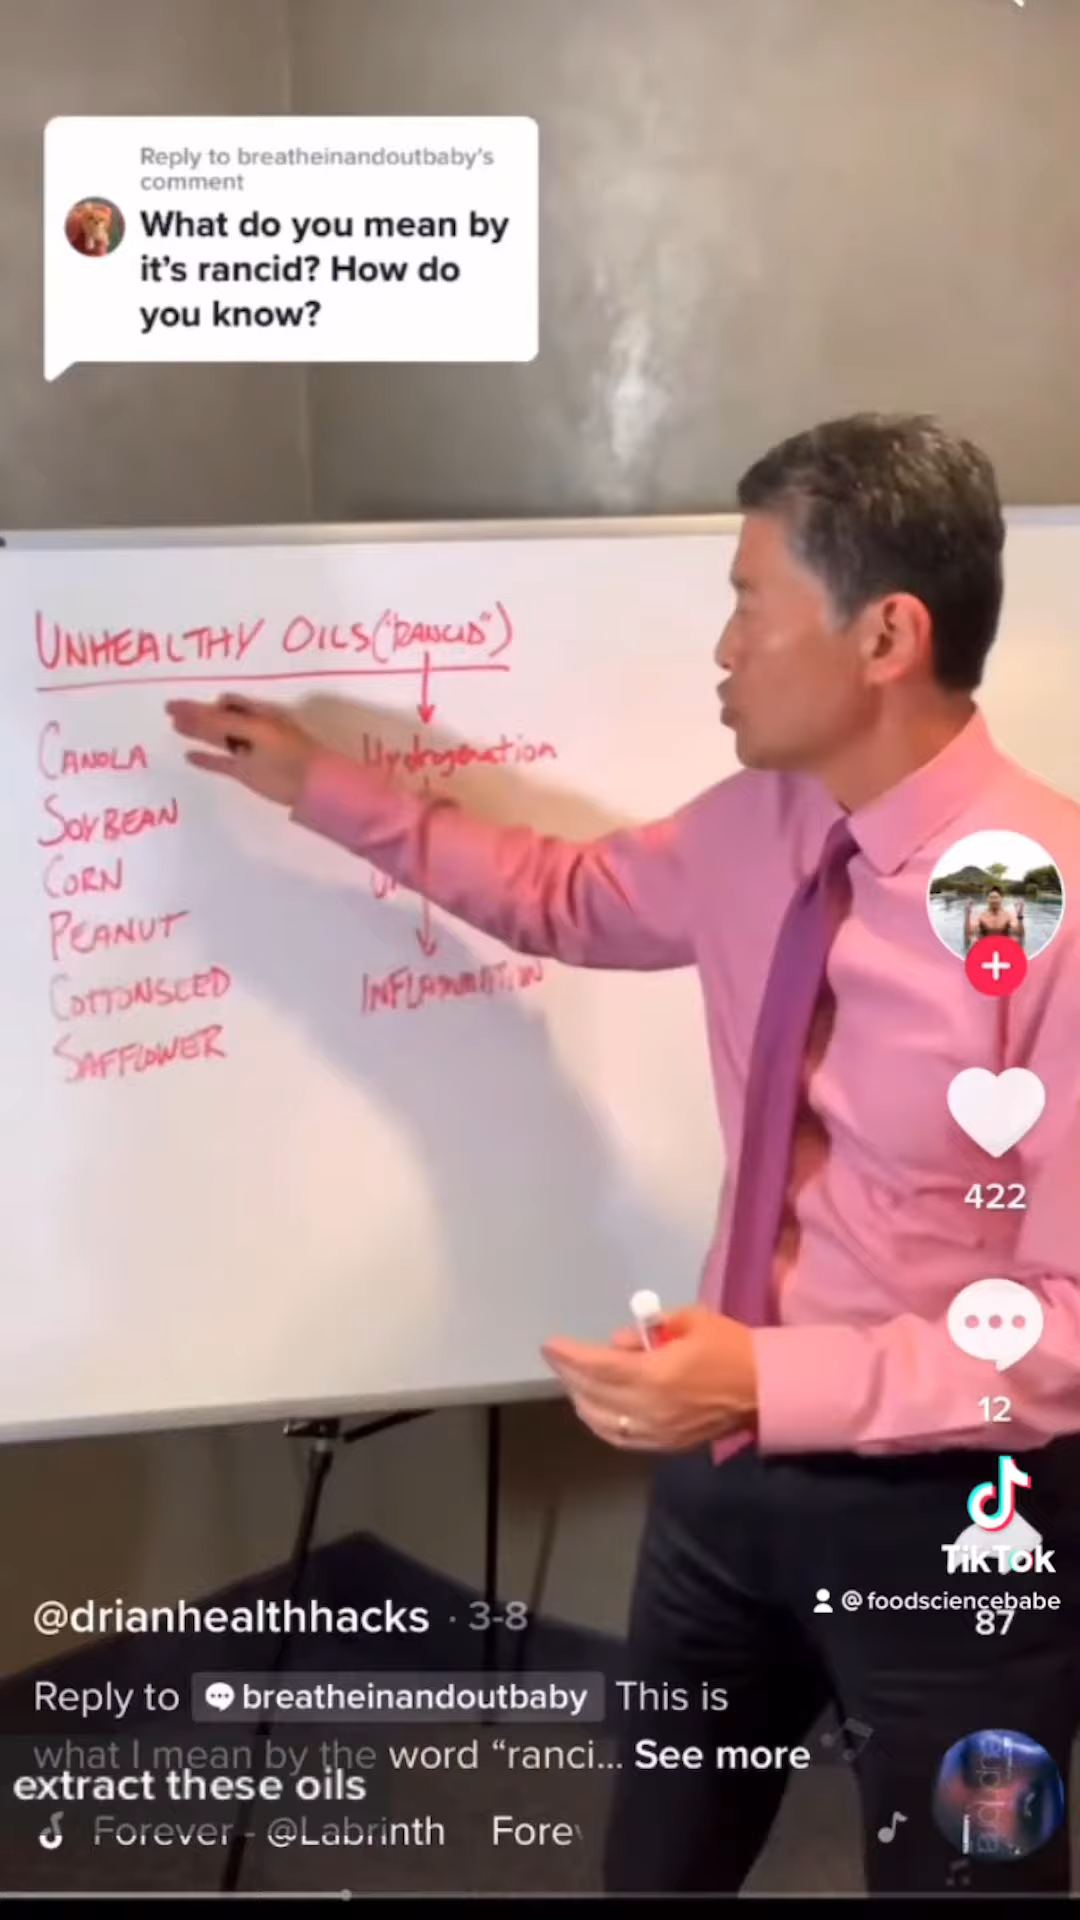 Reply to breatheinandoutbaby's
comment
What do you mean by
it's rancid? How do
you know?
UNHEALTHY OILS ("RANCID")
CANOLA
Hydrogenation
SOYBEAN
CORN
PEANUT
COTTONSEED
INFLAMMATION
SAFFLOWER
422
12
TikTok
@foodsciencebabe
87
@drianhealthhacks · 3-8
Reply to breatheinandoutbaby This is
what I mean by the word “ranci... See more
extract these oils
Forever - @Labrinth Forev